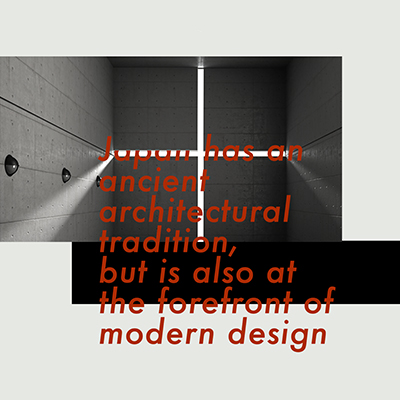 Japan has an
ancient
architectural
tradition,
but is also at
the forefront of
modern design